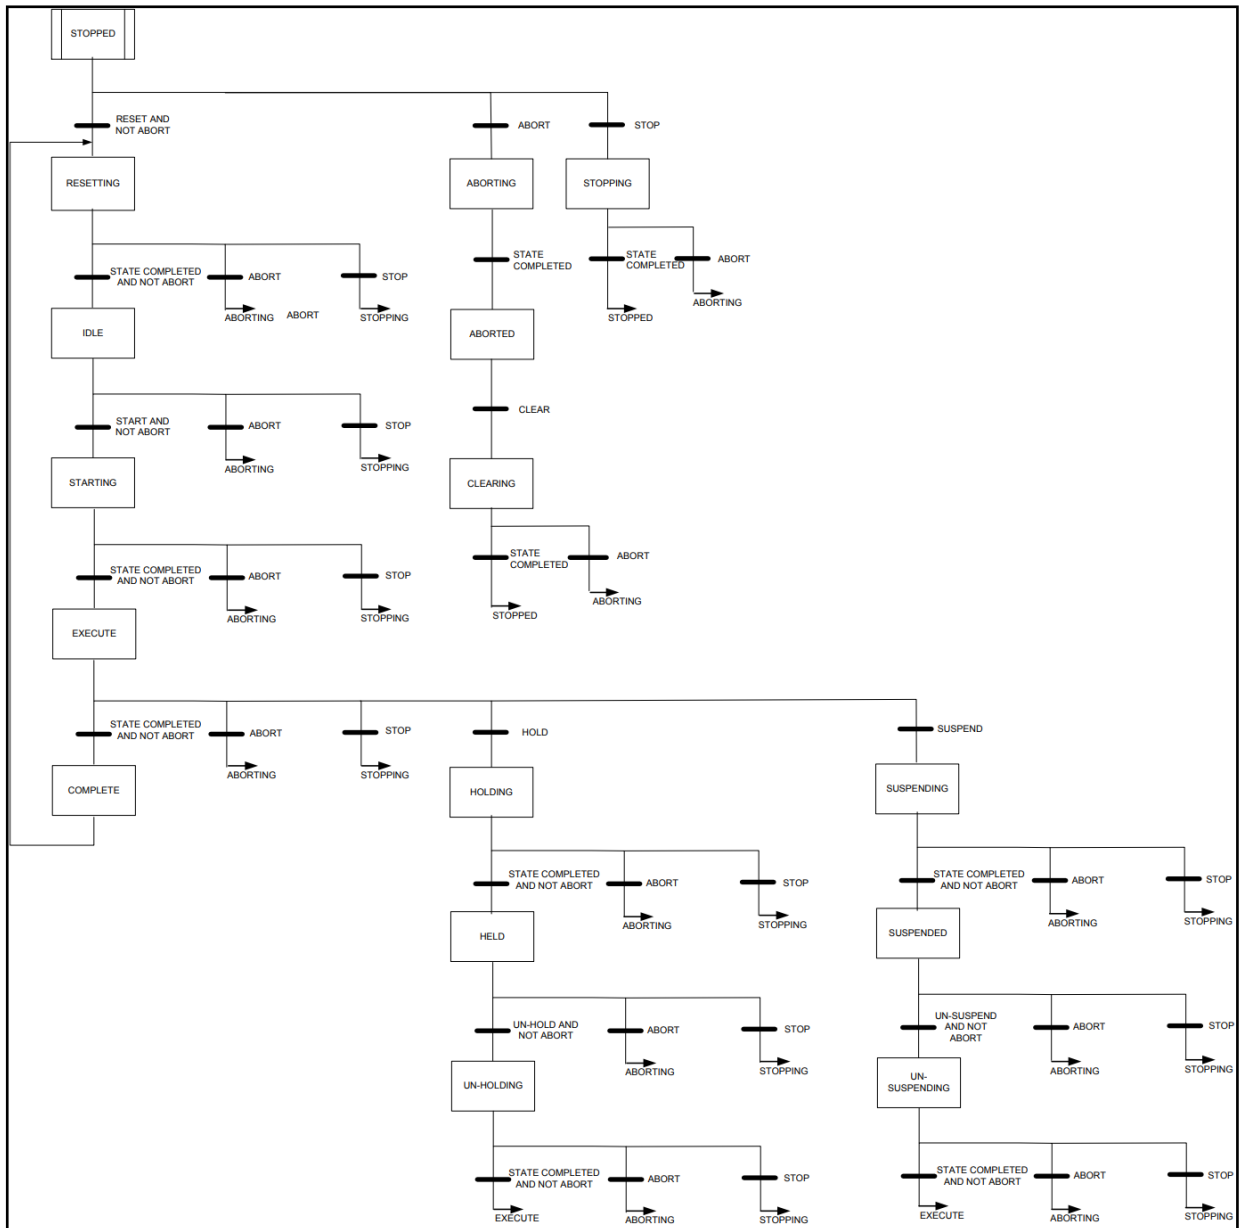 STOPPED
RESET AND
NOT ABORT
ABORT
STOP
RESETTING
ABORTING
STOPPING
STATE COMPLETED
AND NOT ABORT
ABORT
STOP
STATE
COMPLETED
STATE
COMPLETED
ABORT
ABORTING
ABORT
STOPPING
STOPPED
ABORTING
IDLE
ABORTED
START AND
NOT ABORT
ABORT
STOP
CLEAR
ABORTING
STOPPING
STARTING
CLEARING
STATE COMPLETED
AND NOT ABORT
ABORT
STOP
STATE
COMPLETED
ABORT
ABORTING
STOPPING
STOPPED
ABORTING
EXECUTE
STATE COMPLETED
AND NOT ABORT
ABORT
STOP
HOLD
SUSPEND
ABORTING
STOPPING
COMPLETE
HOLDING
SUSPENDING
STATE COMPLETED
AND NOT ABORT
ABORT
STOP
STATE COMPLETED
AND NOT ABORT
ABORT
STOP
ABORTING
STOPPING
ABORTING
STOPPING
HELD
SUSPENDED
UN-HOLD AND
NOT ABORT
ABORT
STOP
UN-SUSPEND
AND NOT
ABORT
ABORT
STOP
ABORTING
STOPPING
ABORTING
STOPPING
UN-HOLDING
UN-
SUSPENDING
STATE COMPLETED
AND NOT ABORT
ABORT
STOP
STATE COMPLETED
AND NOT ABORT
ABORT
STOP
EXECUTE
ABORTING
STOPPING
EXECUTE
ABORTING
STOPPING